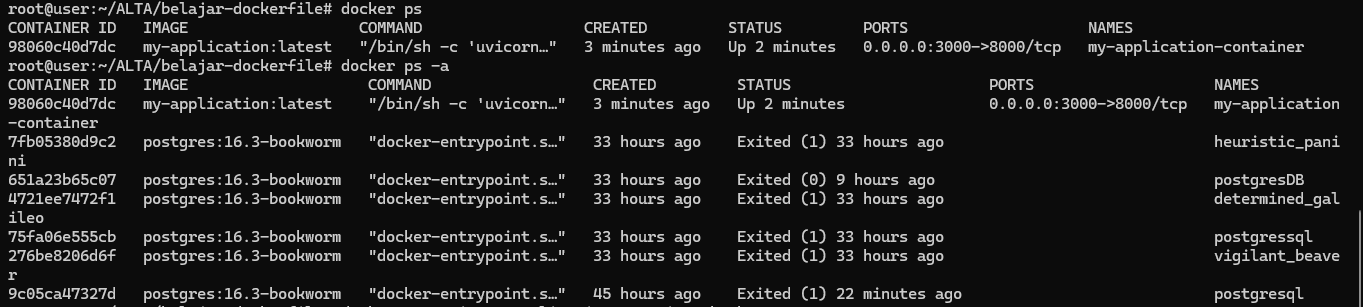 root@user:~/ALTA/belajar-dockerfile# docker ps
CONTAINER ID   IMAGE                   COMMAND                  CREATED         STATUS         PORTS                    NAMES
98060c40d7dc   my-application:latest   "/bin/sh -c 'uvicorn…"   3 minutes ago   Up 2 minutes   0.0.0.0:3000->8000/tcp   my-application-container
root@user:~/ALTA/belajar-dockerfile# docker ps -a
CONTAINER ID   IMAGE                    COMMAND                  CREATED         STATUS                      PORTS                    NAMES
98060c40d7dc   my-application:latest    "/bin/sh -c 'uvicorn…"   3 minutes ago   Up 2 minutes                0.0.0.0:3000->8000/tcp   my-application
-container
7fb05380d9c2   postgres:16.3-bookworm   "docker-entrypoint.s…"   33 hours ago    Exited (1) 33 hours ago                              heuristic_pani
ni
651a23b65c07   postgres:16.3-bookworm   "docker-entrypoint.s…"   33 hours ago    Exited (0) 9 hours ago                               postgresDB
4721ee7472f1   postgres:16.3-bookworm   "docker-entrypoint.s…"   33 hours ago    Exited (1) 33 hours ago                              determined_gal
ileo
75fa06e555cb   postgres:16.3-bookworm   "docker-entrypoint.s…"   33 hours ago    Exited (1) 33 hours ago                              postgressql
276be8206d6f   postgres:16.3-bookworm   "docker-entrypoint.s…"   33 hours ago    Exited (1) 33 hours ago                              vigilant_beave
r
9c05ca47327d   postgres:16.3-bookworm   "docker-entrypoint.s…"   45 hours ago    Exited (1) 22 minutes ago                            postgresql